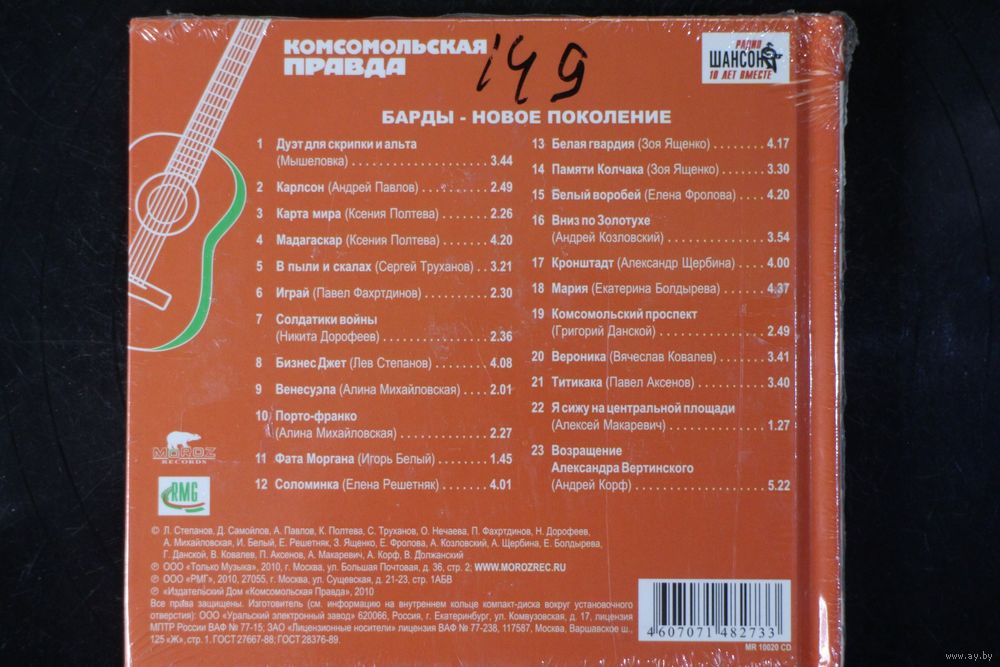 КОМСОМОЛЬСКАЯ
ПРАВДА
149
РАДИО
ШАНСОН
10 ЛЕТ ВМЕСТЕ
БАРДЫ - НОВОЕ ПОКОЛЕНИЕ
1 Дуэт для скрипки и альта
(Мышеловка) 3.44
2 Карлсон (Андрей Павлов) 2.49
3 Карта мира (Ксения Полтева) 2.26
4 Мадагаскар (Ксения Полтева) 4.20
5 В пыли и скалах (Сергей Труханов) 3.21
6 Играй (Павел Фахртдинов) 2.30
7 Солдатики войны
(Никита Дорофеев) 2.36
8 Бизнес Джет (Лев Степанов) 4.08
9 Венесуэла (Алина Михайловская) 2.01
10 Порто-франко
(Алина Михайловская) 2.27
11 Фата Моргана (Игорь Белый) 1.45
12 Соломинка (Елена Решетняк) 4.01
13 Белая гвардия (Зоя Ященко) 4.17
14 Памяти Колчака (Зоя Ященко) 3.30
15 Белый воробей (Елена Фролова) 4.20
16 Вниз по Золотухе
(Андрей Козловский) 3.54
17 Кронштадт (Александр Щербина) 4.00
18 Мария (Екатерина Болдырева) 4.37
19 Комсомольский проспект
(Григорий Данской) 2.49
20 Вероника (Вячеслав Ковалев) 3.41
21 Титикака (Павел Аксенов) 3.40
22 Я сижу на центральной площади
(Алексей Макаревич) 1.27
23 Возращение
Александра Вертинского
(Андрей Корф) 5.22
MOROZ
RECORDS
RMG
© Л. Степанов, Д. Самойлов, А. Павлов, К. Полтева, С. Труханов, О. Нечаева, П. Фахртдинов, Н. Дорофеев,
А. Михайловская, И. Белый, Е. Решетняк, З. Ященко, Е. Фролова, А. Козловский, А. Щербина, Е. Болдырева,
Г. Данской, В. Ковалев, П. Аксенов, А. Макаревич, А. Корф, В. Должанский
℗ ООО «Только Музыка», 2010, г. Москва, ул. Большая Почтовая, д. 36, стр. 2; WWW.MOROZREC.RU
℗ ООО «РМГ», 2010, 27055, г. Москва, ул. Сущевская, д. 21-23, стр. 1АБВ
℗ «Издательский Дом «Комсомольская Правда», 2010
Все права защищены. Изготовитель (см. информацию на внутреннем кольце компакт-диска вокруг установочного
отверстия): ООО «Уральский электронный завод» 620066, Россия, г. Екатеринбург, ул. Комвузовская, д. 17, лицензия
МПТР России ВАФ № 77-15; ЗАО «Лицензионные носители» лицензия ВАФ № 77-238, 117587, Москва, Варшавское ш.,
125 «Ж», стр. 1. ГОСТ 27667-88; ГОСТ 28376-89.
4607071482733
MR 10020 CD
www.ay.by